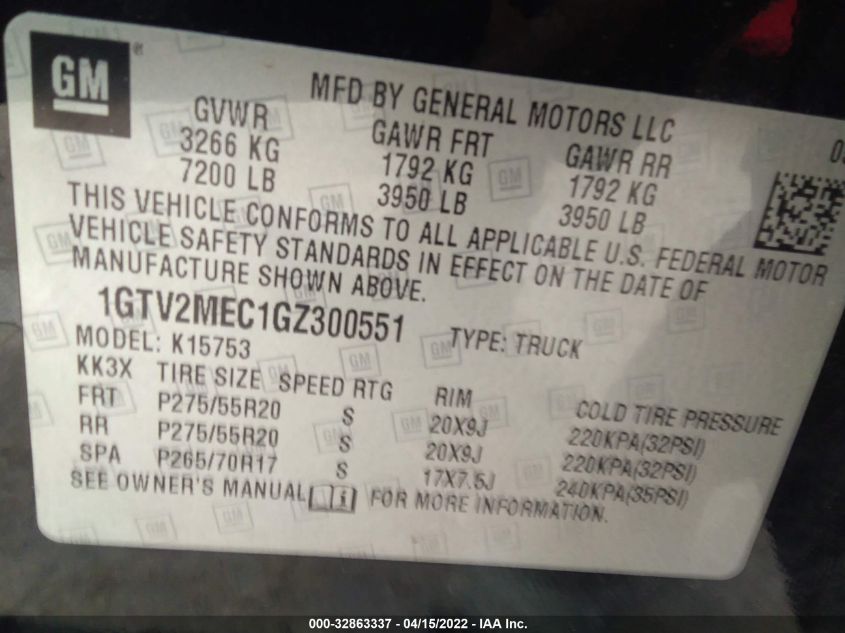 GM
MFD BY GENERAL MOTORS LLC
GVWR GAWR FRT GAWR RR
3266 KG 1792 KG 1792 KG
7200 LB 3950 LB 3950 LB
THIS VEHICLE CONFORMS TO ALL APPLICABLE U.S. FEDERAL MOTOR
VEHICLE SAFETY STANDARDS IN EFFECT ON THE DATE OF
MANUFACTURE SHOWN ABOVE.
1GTV2MEC1GZ300551 TYPE: TRUCK
MODEL: K15753
KK3X TIRE SIZE SPEED RTG RIM COLD TIRE PRESSURE
FRT P275/55R20 S 20X9J 220KPA(32PSI)
RR P275/55R20 S 20X9J 220KPA(32PSI)
SPA P265/70R17 S 17X7.5J 240KPA(35PSI)
SEE OWNER'S MANUAL FOR MORE INFORMATION.
000-32863337 - 04/15/2022 - IAA Inc.